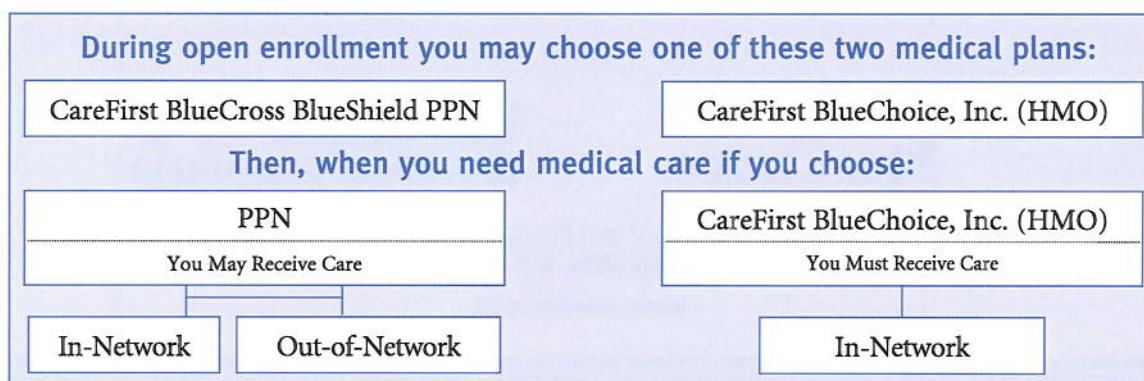 During open enrollment you may choose one of these two medical plans:
CareFirst BlueCross BlueShield PPN
CareFirst BlueChoice, Inc. (HMO)
Then, when you need medical care if you choose:
PPN
You May Receive Care
In-Network
Out-of-Network
CareFirst BlueChoice, Inc. (HMO)
You Must Receive Care
In-Network